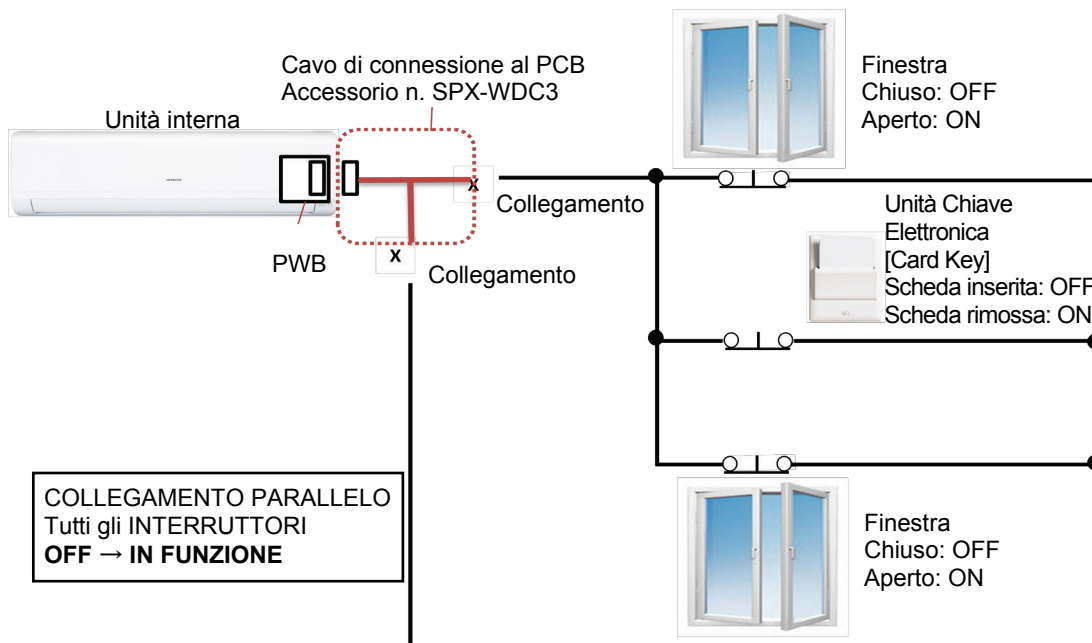 Cavo di connessione al PCB
Accessorio n. SPX-WDC3
Unità interna
PWB
X
Collegamento
X
Collegamento
Finestra
Chiuso: OFF
Aperto: ON
Unità Chiave
Elettronica
[Card Key]
Scheda inserita: OFF
Scheda rimossa: ON
COLLEGAMENTO PARALLELO
Tutti gli INTERRUTTORI
OFF → IN FUNZIONE
Finestra
Chiuso: OFF
Aperto: ON